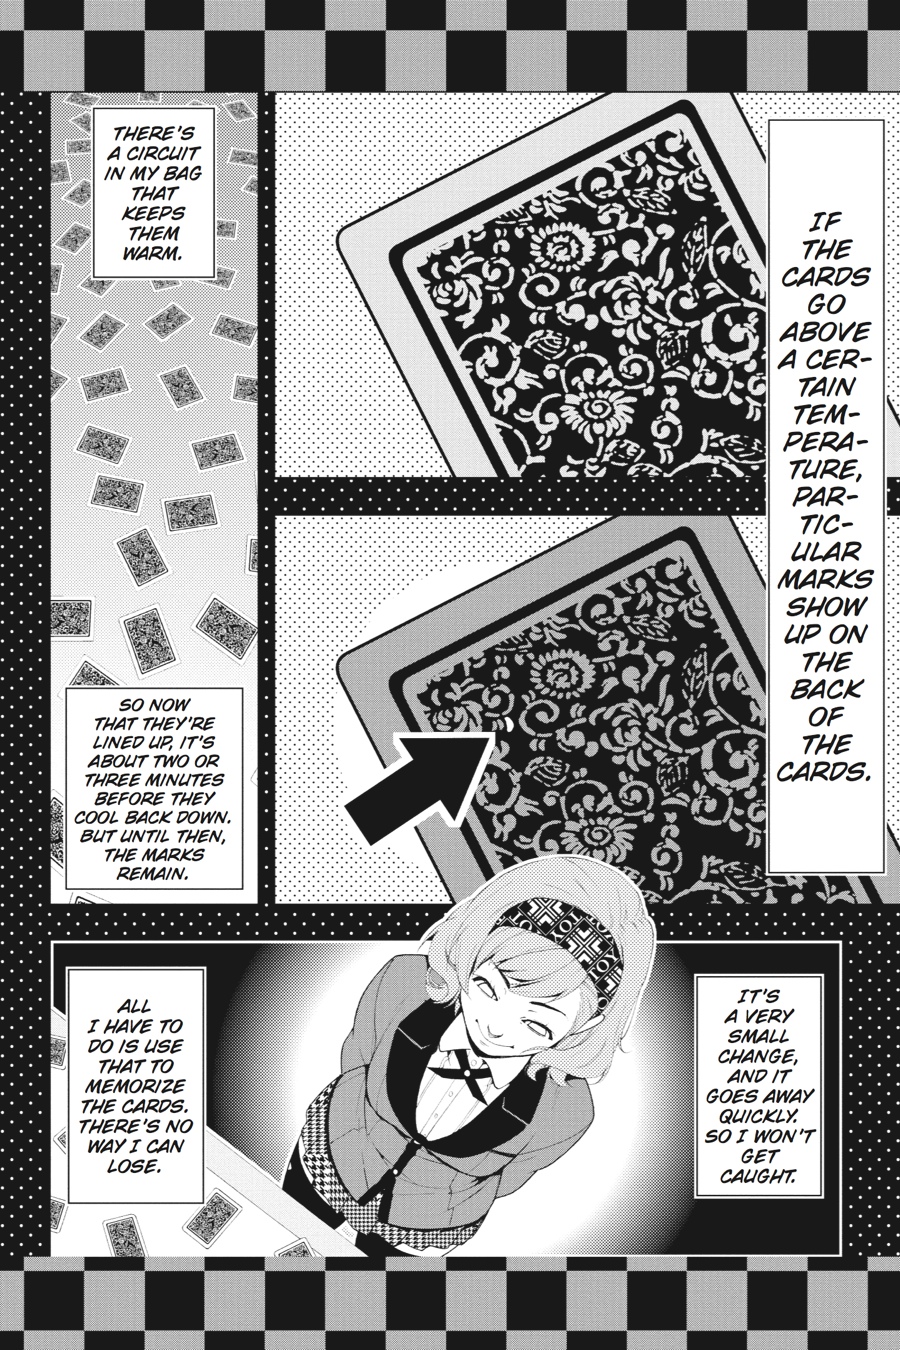 IF
THE
CARDS
GO
ABOVE
A CER-
TAIN
TEM-
PERA-
TURE,
PAR-
TIC-
ULAR
MARKS
SHOW
UP ON
THE
BACK
OF
THE
CARDS.
THERE'S
A CIRCUIT
IN MY BAG
THAT
KEEPS
THEM
WARM.
SO NOW
THAT THEY'RE
LINED UP, IT'S
ABOUT TWO OR
THREE MINUTES
BEFORE THEY
COOL BACK DOWN.
BUT UNTIL THEN,
THE MARKS
REMAIN.
IT'S
A VERY
SMALL
CHANGE,
AND IT
GOES AWAY
QUICKLY.
SO I WON'T
GET
CAUGHT.
ALL
I HAVE TO
DO IS USE
THAT TO
MEMORIZE
THE CARDS.
THERE'S NO
WAY I CAN
LOSE.